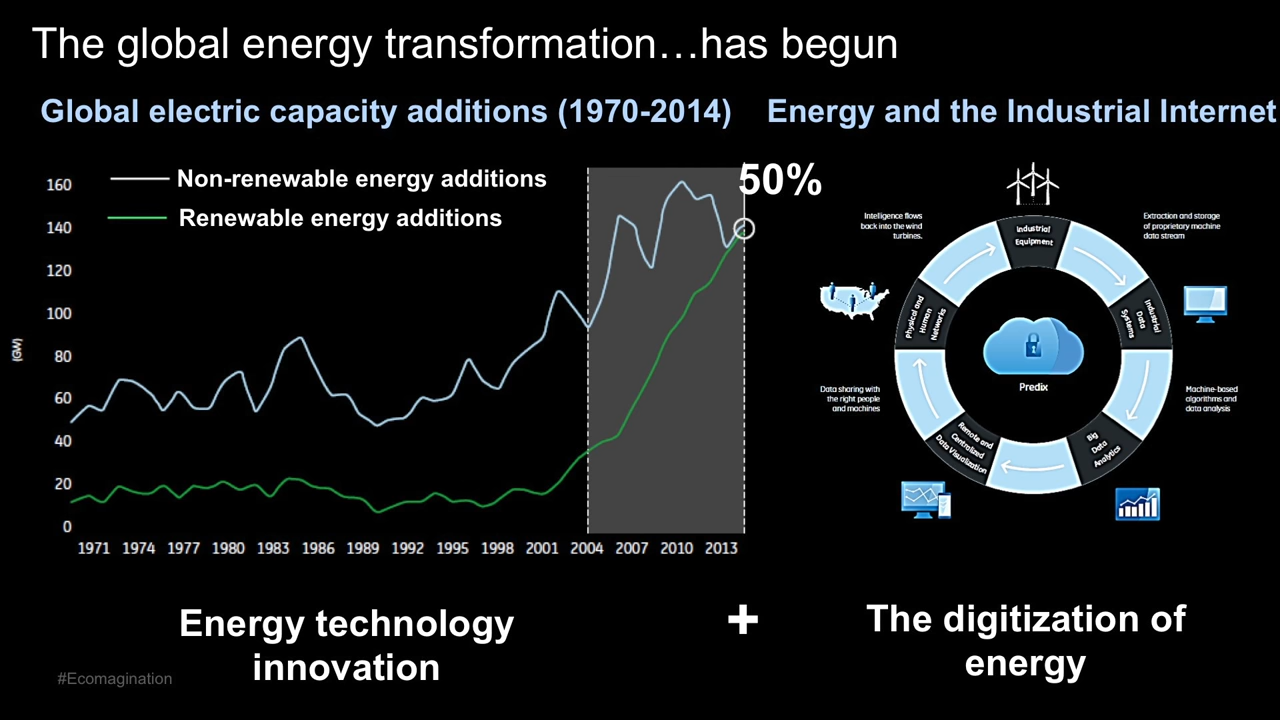 The global energy transformation…has begun
Global electric capacity additions (1970-2014)
Energy and the Industrial Internet
Non-renewable energy additions
Renewable energy additions
50%
(GW)
160
140
120
100
80
60
40
20
0
1971 1974 1977 1980 1983 1986 1989 1992 1995 1998 2001 2004 2007 2010 2013
Intelligence flows
back into the wind
turbines.
Extraction and storage
of proprietary machine
data stream
Industrial
Equipment
Industrial
Data
Systems
Physical and
Human
Networks
Predix
Data sharing with
the right people
and machines
Machine-based
algorithms and
data analysis
Big
Data
Analytics
Remote and
Centralized
Data Visualization
Energy technology
innovation
+
The digitization of
energy
#Ecomagination